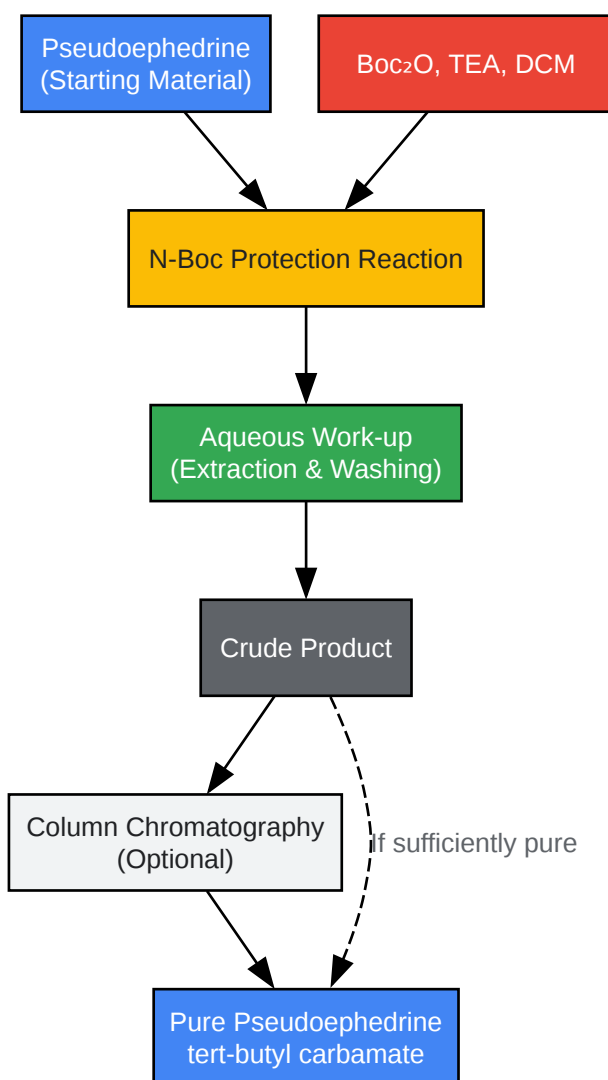 Pseudoephedrine
(Starting Material)
Boc₂O, TEA, DCM
N-Boc Protection Reaction
Aqueous Work-up
(Extraction & Washing)
Crude Product
Column Chromatography
(Optional)
If sufficiently pure
Pure Pseudoephedrine
tert-butyl carbamate